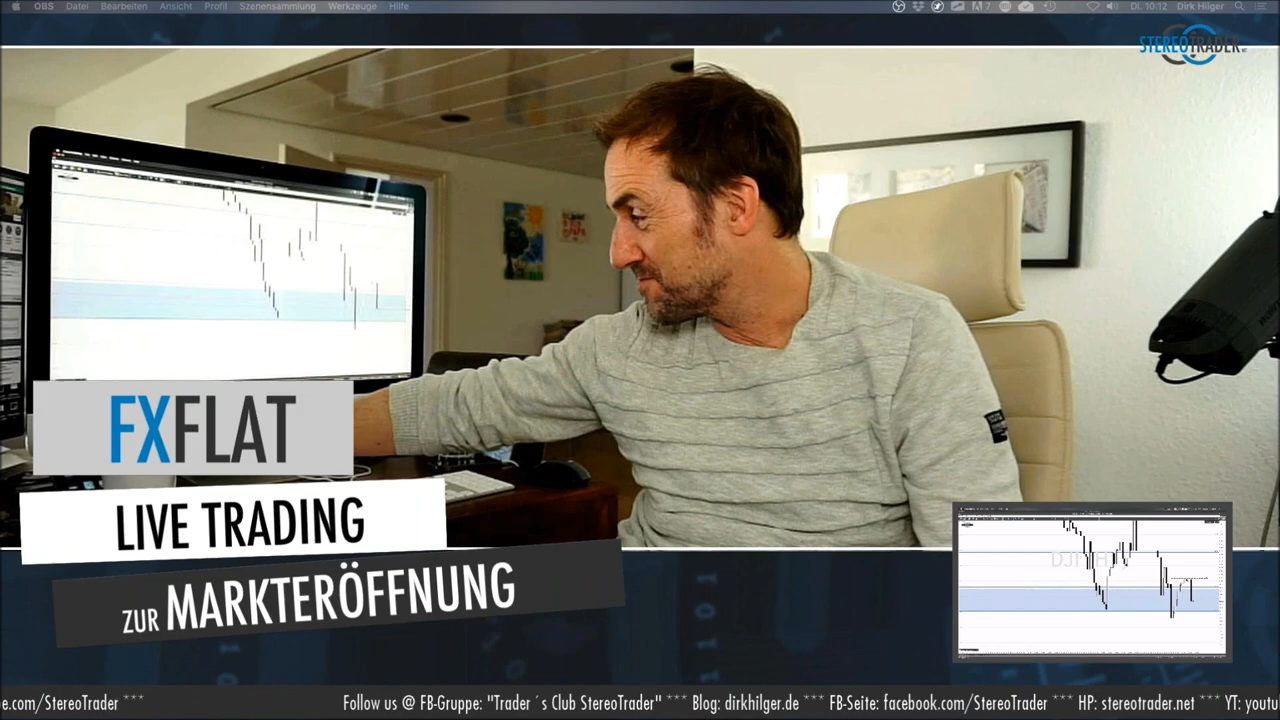 OBS Datei Bearbeiten Ansicht Profil Szenensammlung Werkzeuge Hilfe 7 Di. 10:12 Dirk Hilger
STEREOTRADER
FXFLAT
LIVE TRADING
ZUR MARKTERÖFFNUNG
be.com/StereoTrader *** Follow us @ FB-Gruppe: "Trader´s Club StereoTrader" *** Blog: dirkhilger.de *** FB-Seite: facebook.com/StereoTrader *** HP: stereotrader.net *** YT: youtu